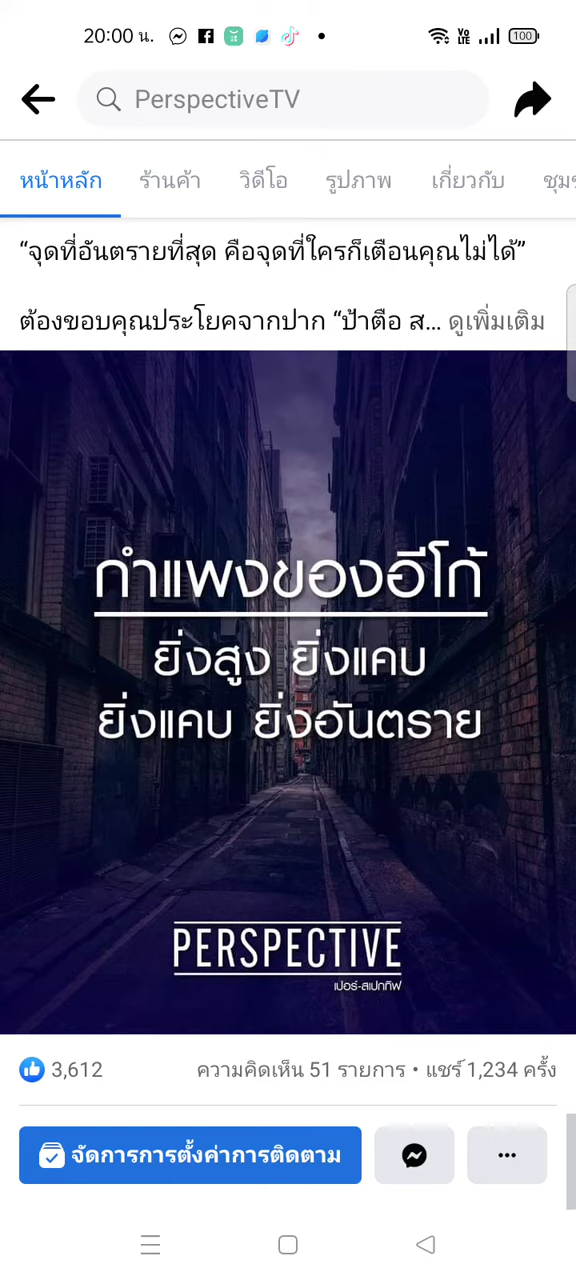 20:00 น.
VO LTE
100
PerspectiveTV
หน้าหลัก ร้านค้า วิดีโอ รูปภาพ เกี่ยวกับ
“จุดที่อันตรายที่สุด คือจุดที่ใครก็เตือนคุณไม่ได้”
ต้องขอบคุณประโยคจากปาก “ป้าตือ ส... ดูเพิ่มเติม
กำแพงของอีโก้
ยิ่งสูง ยิ่งแคบ
ยิ่งแคบ ยิ่งอันตราย
PERSPECTIVE
เปอร์-สเปกทิฟ
3,612 ความคิดเห็น 51 รายการ • แชร์ 1,234 ครั้ง
จัดการการตั้งค่าการติดตาม